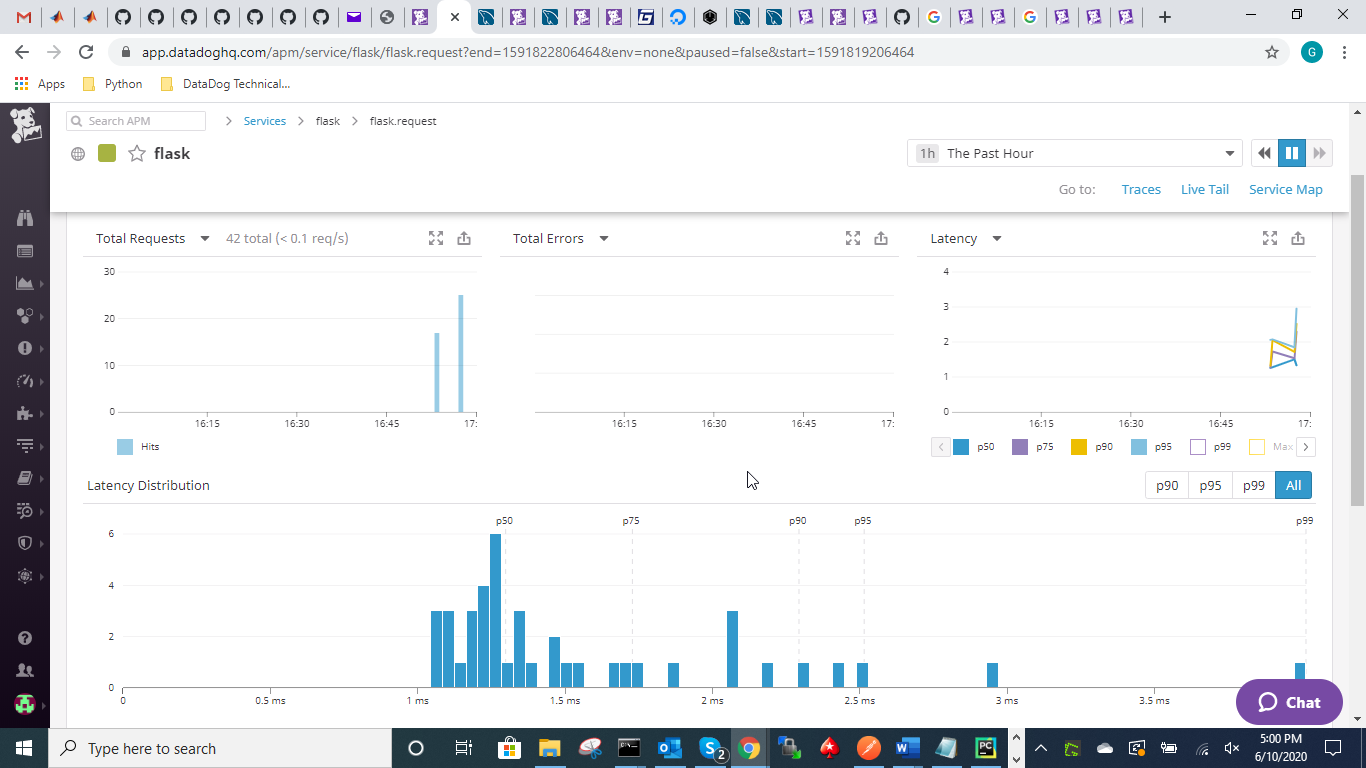 app.datadoghq.com/apm/service/flask/flask.request?end=1591822806464&env=none&paused=false&start=1591819206464
G
Apps Python DataDog Technical...
Search APM Services flask flask.request
flask
1h The Past Hour
Go to: Traces Live Tail Service Map
Total Requests 42 total (< 0.1 req/s)
30
20
10
0
16:15 16:30 16:45 17:
Hits
Total Errors
16:15 16:30 16:45 17:
Latency
4
3
2
1
0
16:15 16:30 16:45 17:
p50 p75 p90 p95 p99 Max
Latency Distribution
p90 p95 p99 All
p50 p75 p90 p95 p99
6
4
2
0
0 0.5 ms 1 ms 1.5 ms 2 ms 2.5 ms 3 ms 3.5 ms
Chat
Type here to search
2
5:00 PM
6/10/2020